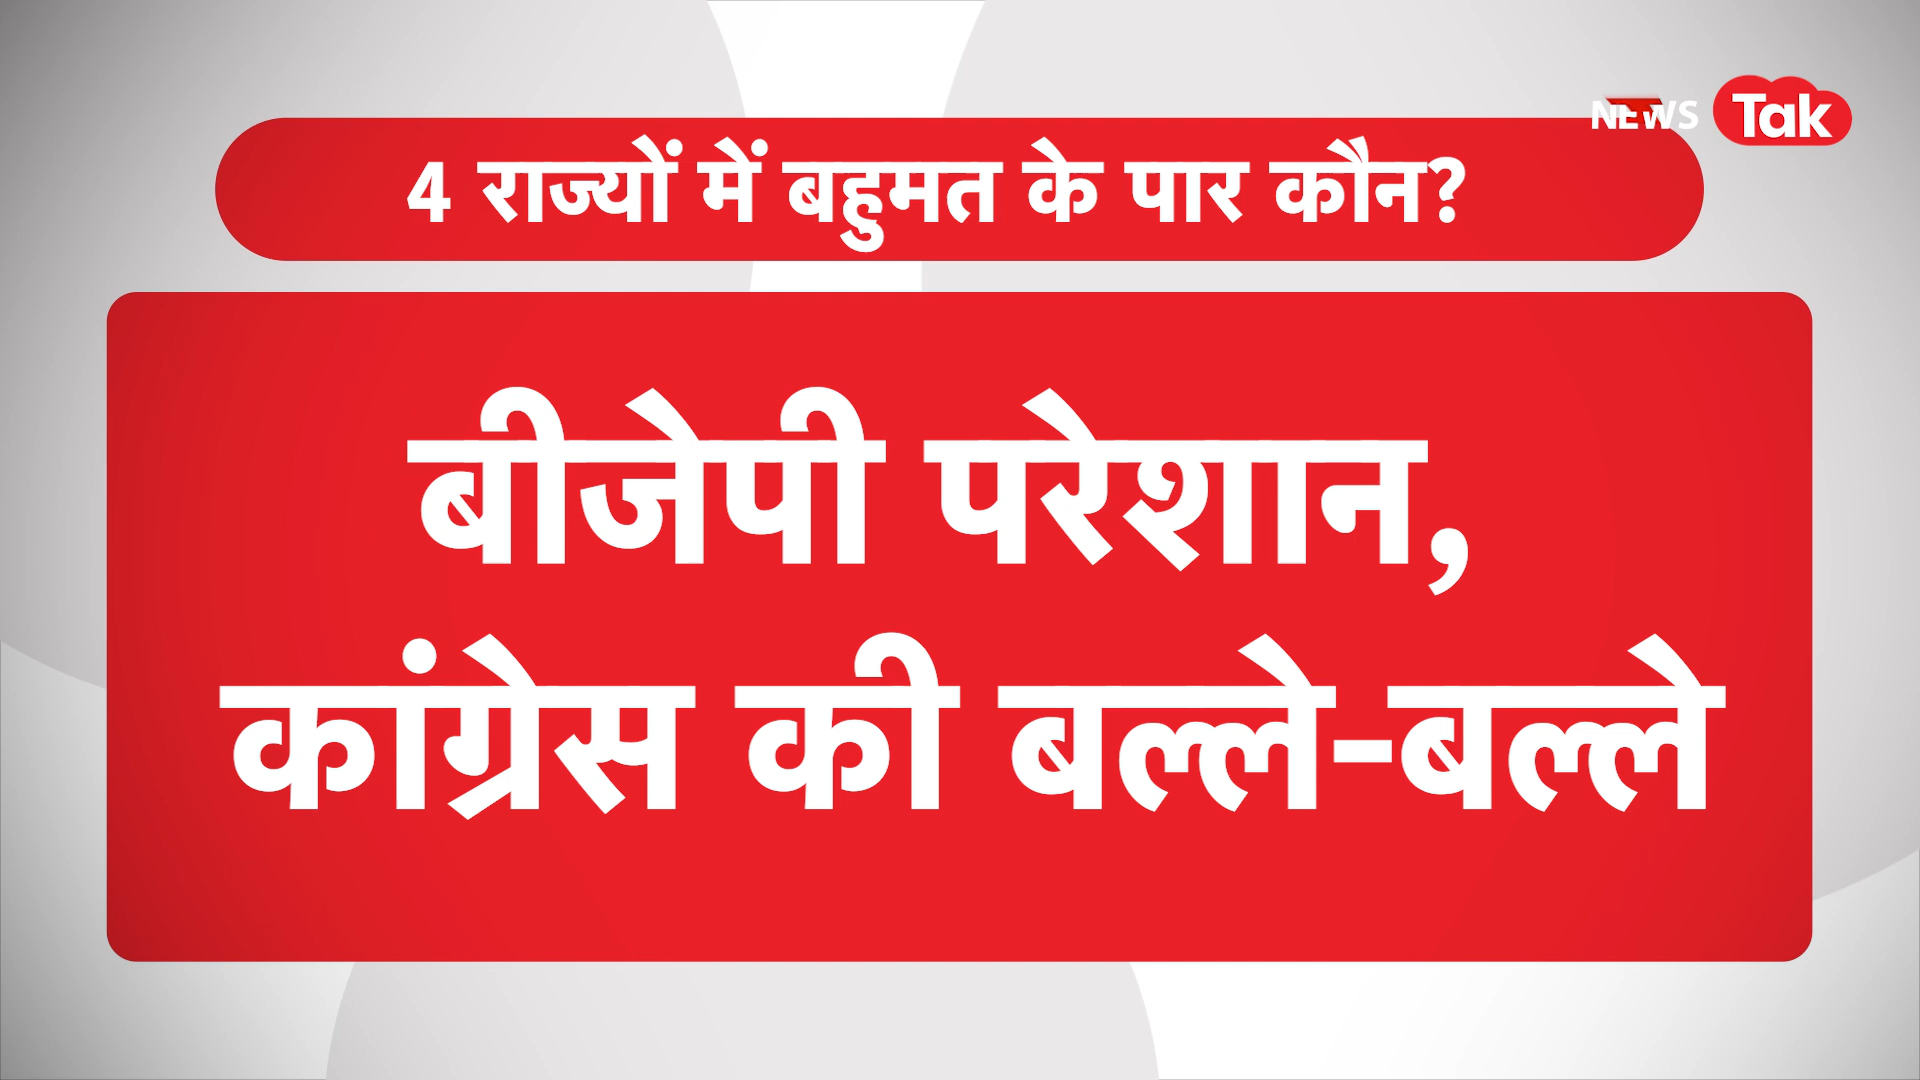 NEWS Tak
4 राज्यों में बहुमत के पार कौन?
बीजेपी परेशान,
कांग्रेस की बल्ले-बल्ले